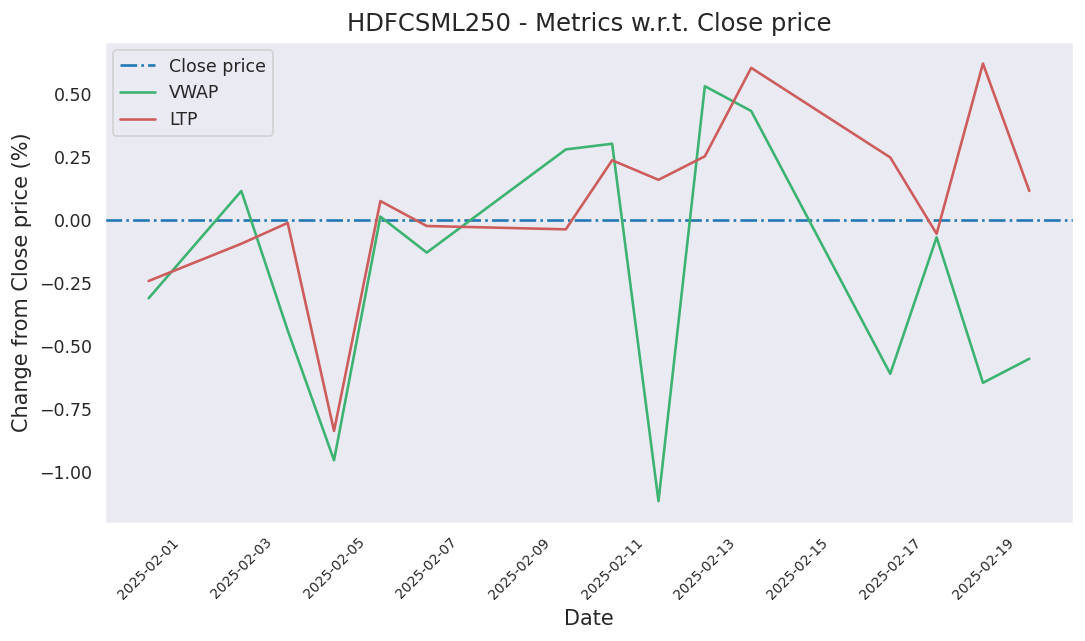 HDFCSML250 - Metrics w.r.t. Close price
Close price
VWAP
LTP
Change from Close price (%)
0.50
0.25
0.00
−0.25
−0.50
−0.75
−1.00
2025-02-01
2025-02-03
2025-02-05
2025-02-07
2025-02-09
2025-02-11
2025-02-13
2025-02-15
2025-02-17
2025-02-19
Date